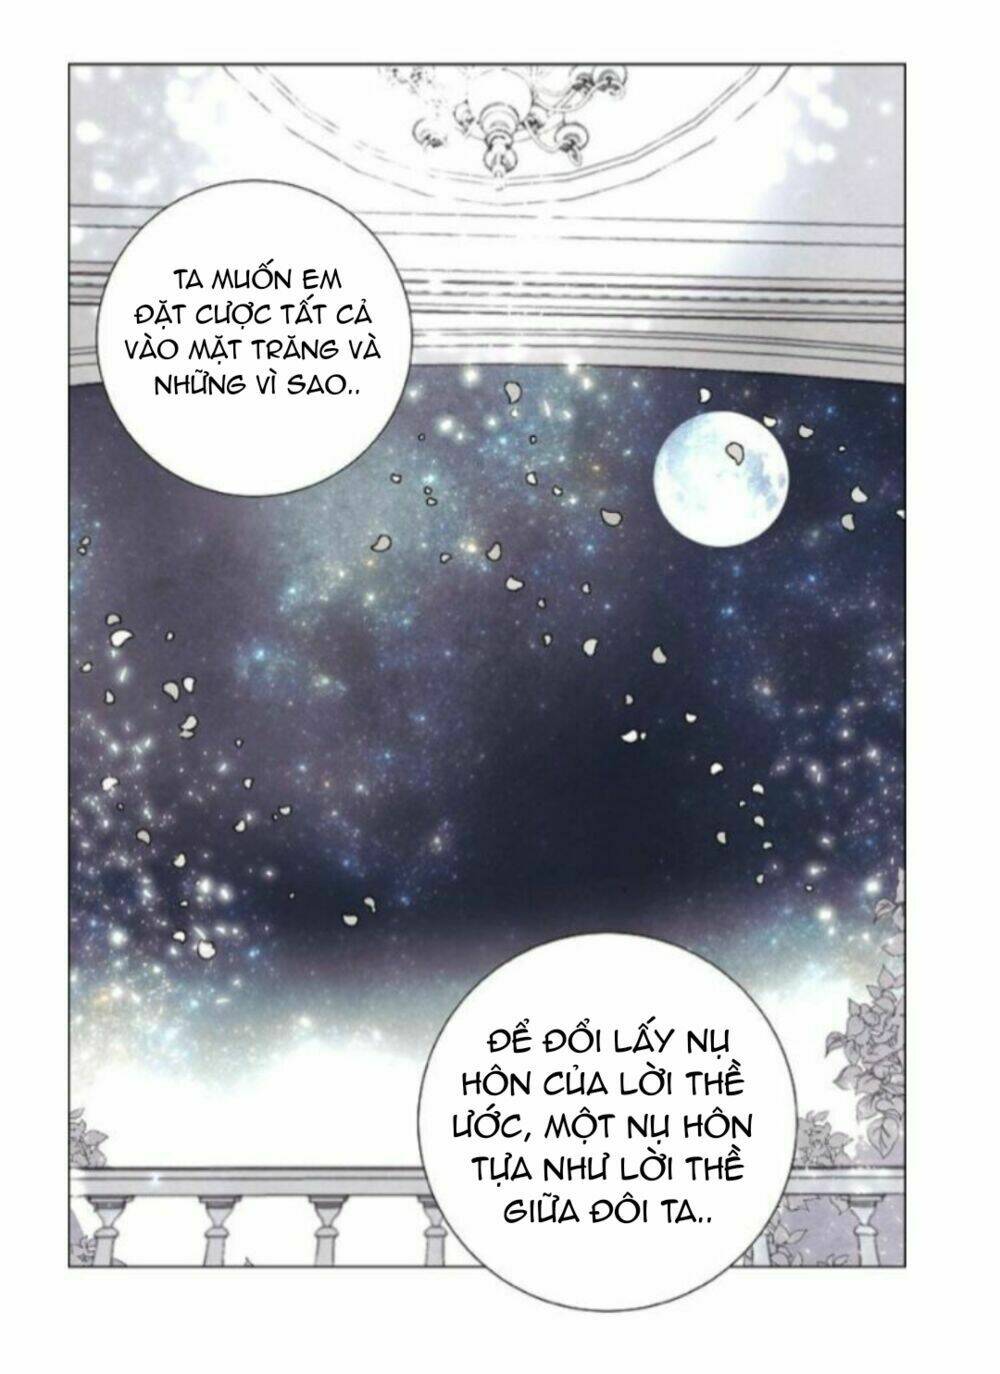 TA MUỐN EM
ĐẶT CƯỢC TẤT CẢ
VÀO MẶT TRĂNG VÀ
NHỮNG VÌ SAO..
ĐỂ ĐỔI LẤY NỤ
HÔN CỦA LỜI THỀ
ƯỚC, MỘT NỤ HÔN
TỰA NHƯ LỜI THỀ
GIỮA ĐÔI TA..